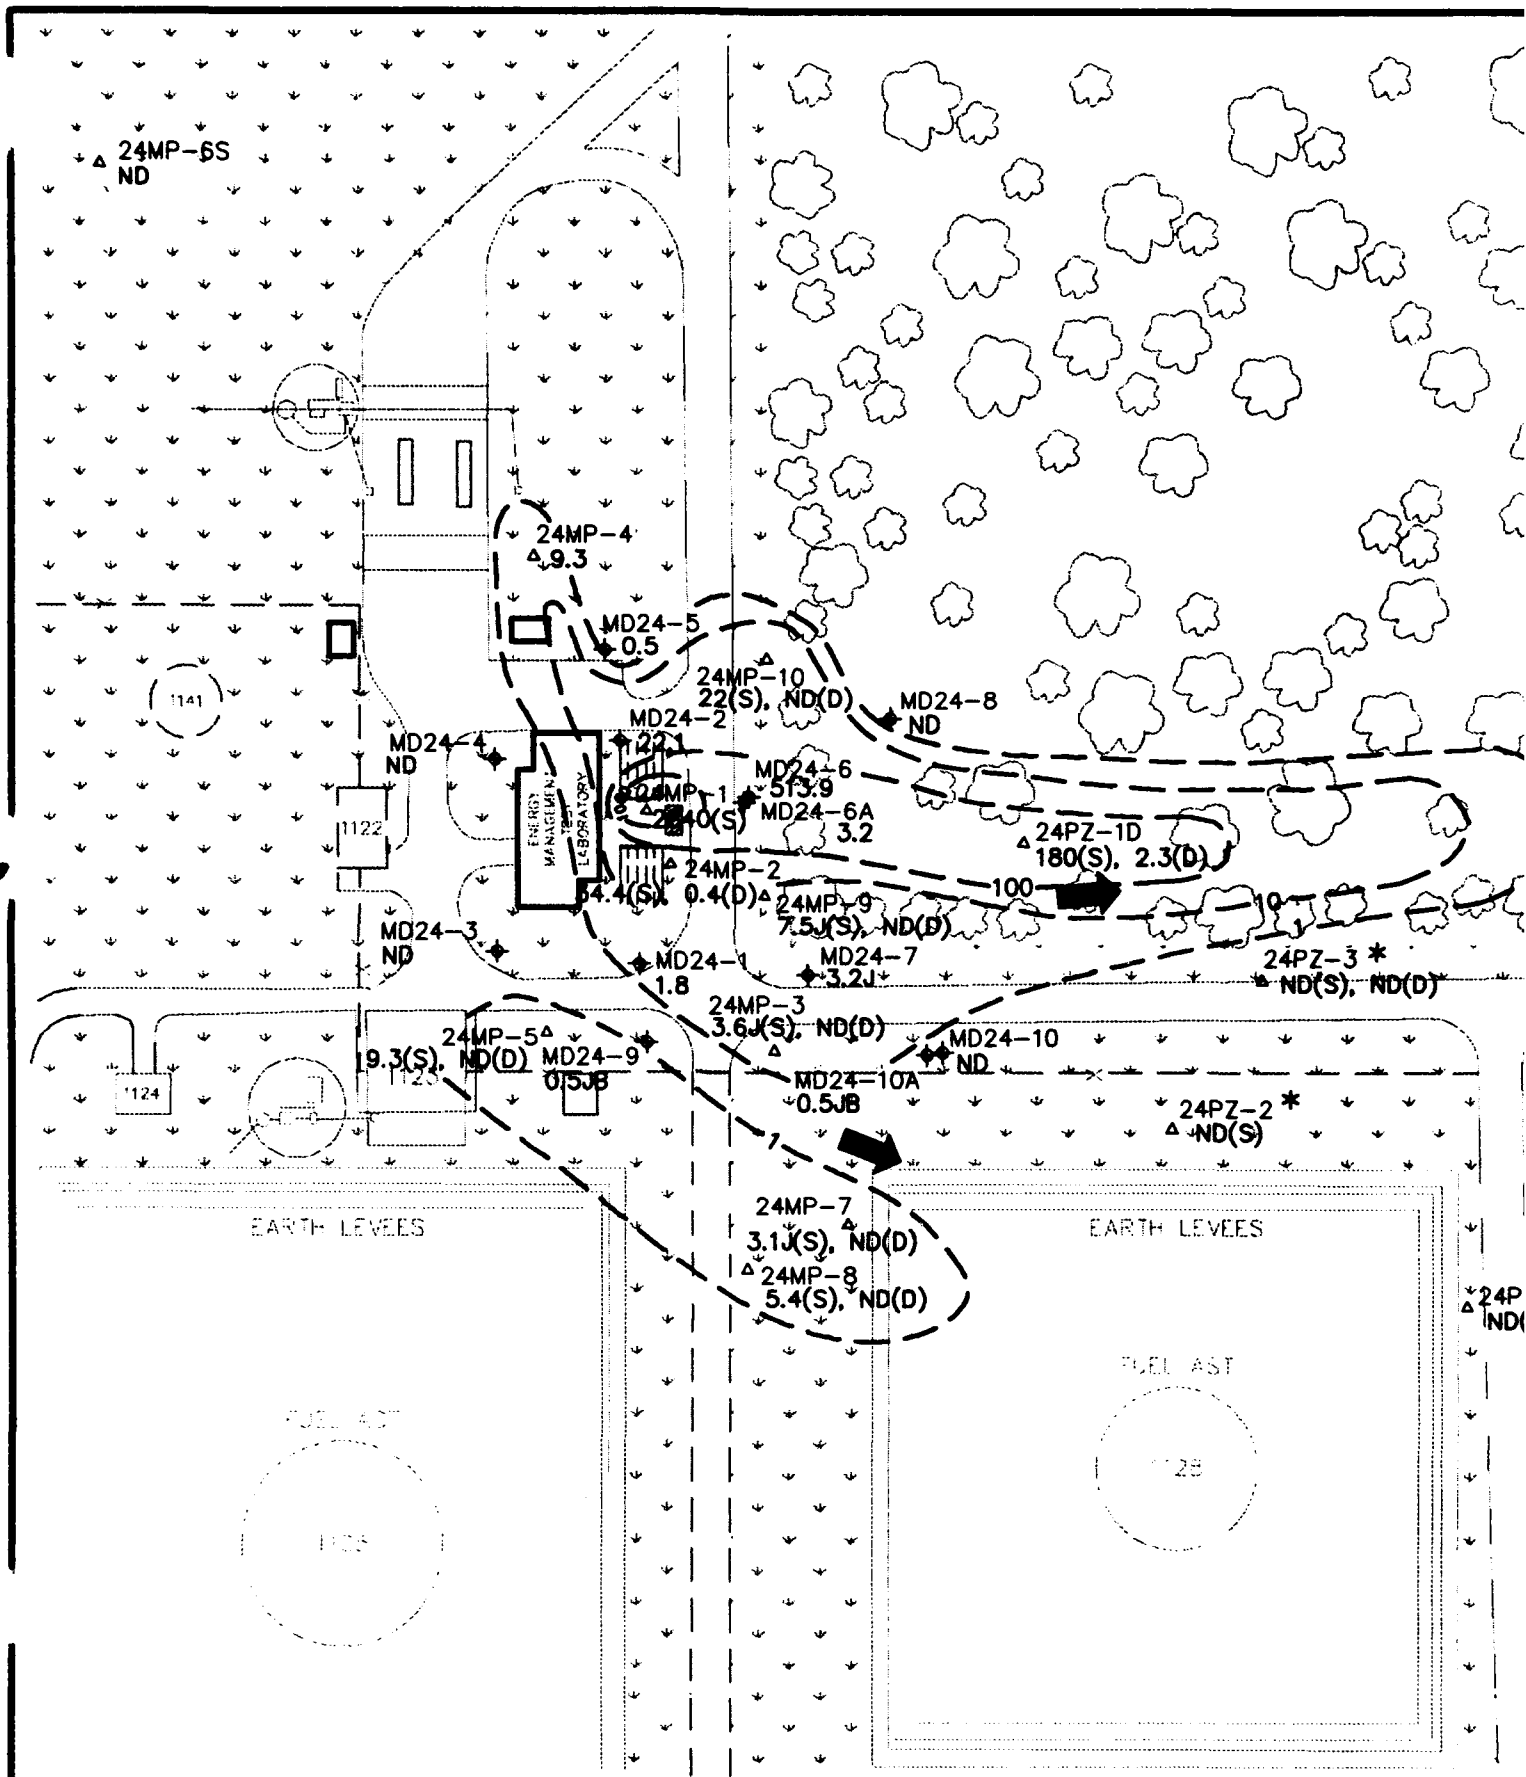 24MP-6S
ND
24MP-4
9.3
MD24-5
0.5
1141
24MP-10
22(S), ND(D)
MD24-8
ND
MD24-2
22.1
MD24-4
ND
ENERGY
MANAGEMENT
TEST
LABORATORY
1122
24MP-1
MD24-6
513.9
MD24-6A
3.2
24PZ-1D
180(S), 2.3(D)
24MP-2
0.4(D)
100
10
24MP-9
7.5J(S), ND(D)
1
MD24-3
ND
MD24-1
1.8
MD24-7
3.2J
24PZ-3 *
ND(S), ND(D)
24MP-3
3.6J(S), ND(D)
24MP-5
19.3(S), ND(D)
MD24-9
0.5JB
MD24-10
ND
MD24-10A
0.5JB
1124
24PZ-2 *
ND(S)
1
24MP-7
3.1J(S), ND(D)
24MP-8
5.4(S), ND(D)
EARTH LEVEES
EARTH LEVEES
24P
ND(
FUEL AST
FUEL AST